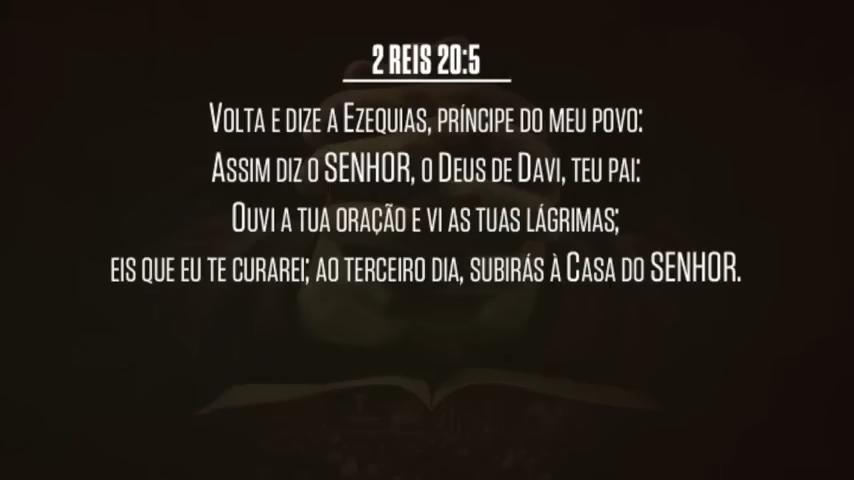 2 REIS 20:5
VOLTA E DIZE A EZEQUIAS, PRÍNCIPE DO MEU POVO:
ASSIM DIZ O SENHOR, O DEUS DE DAVI, TEU PAI:
OUVI A TUA ORAÇÃO E VI AS TUAS LÁGRIMAS;
EIS QUE EU TE CURAREI; AO TERCEIRO DIA, SUBIRÁS À CASA DO SENHOR.